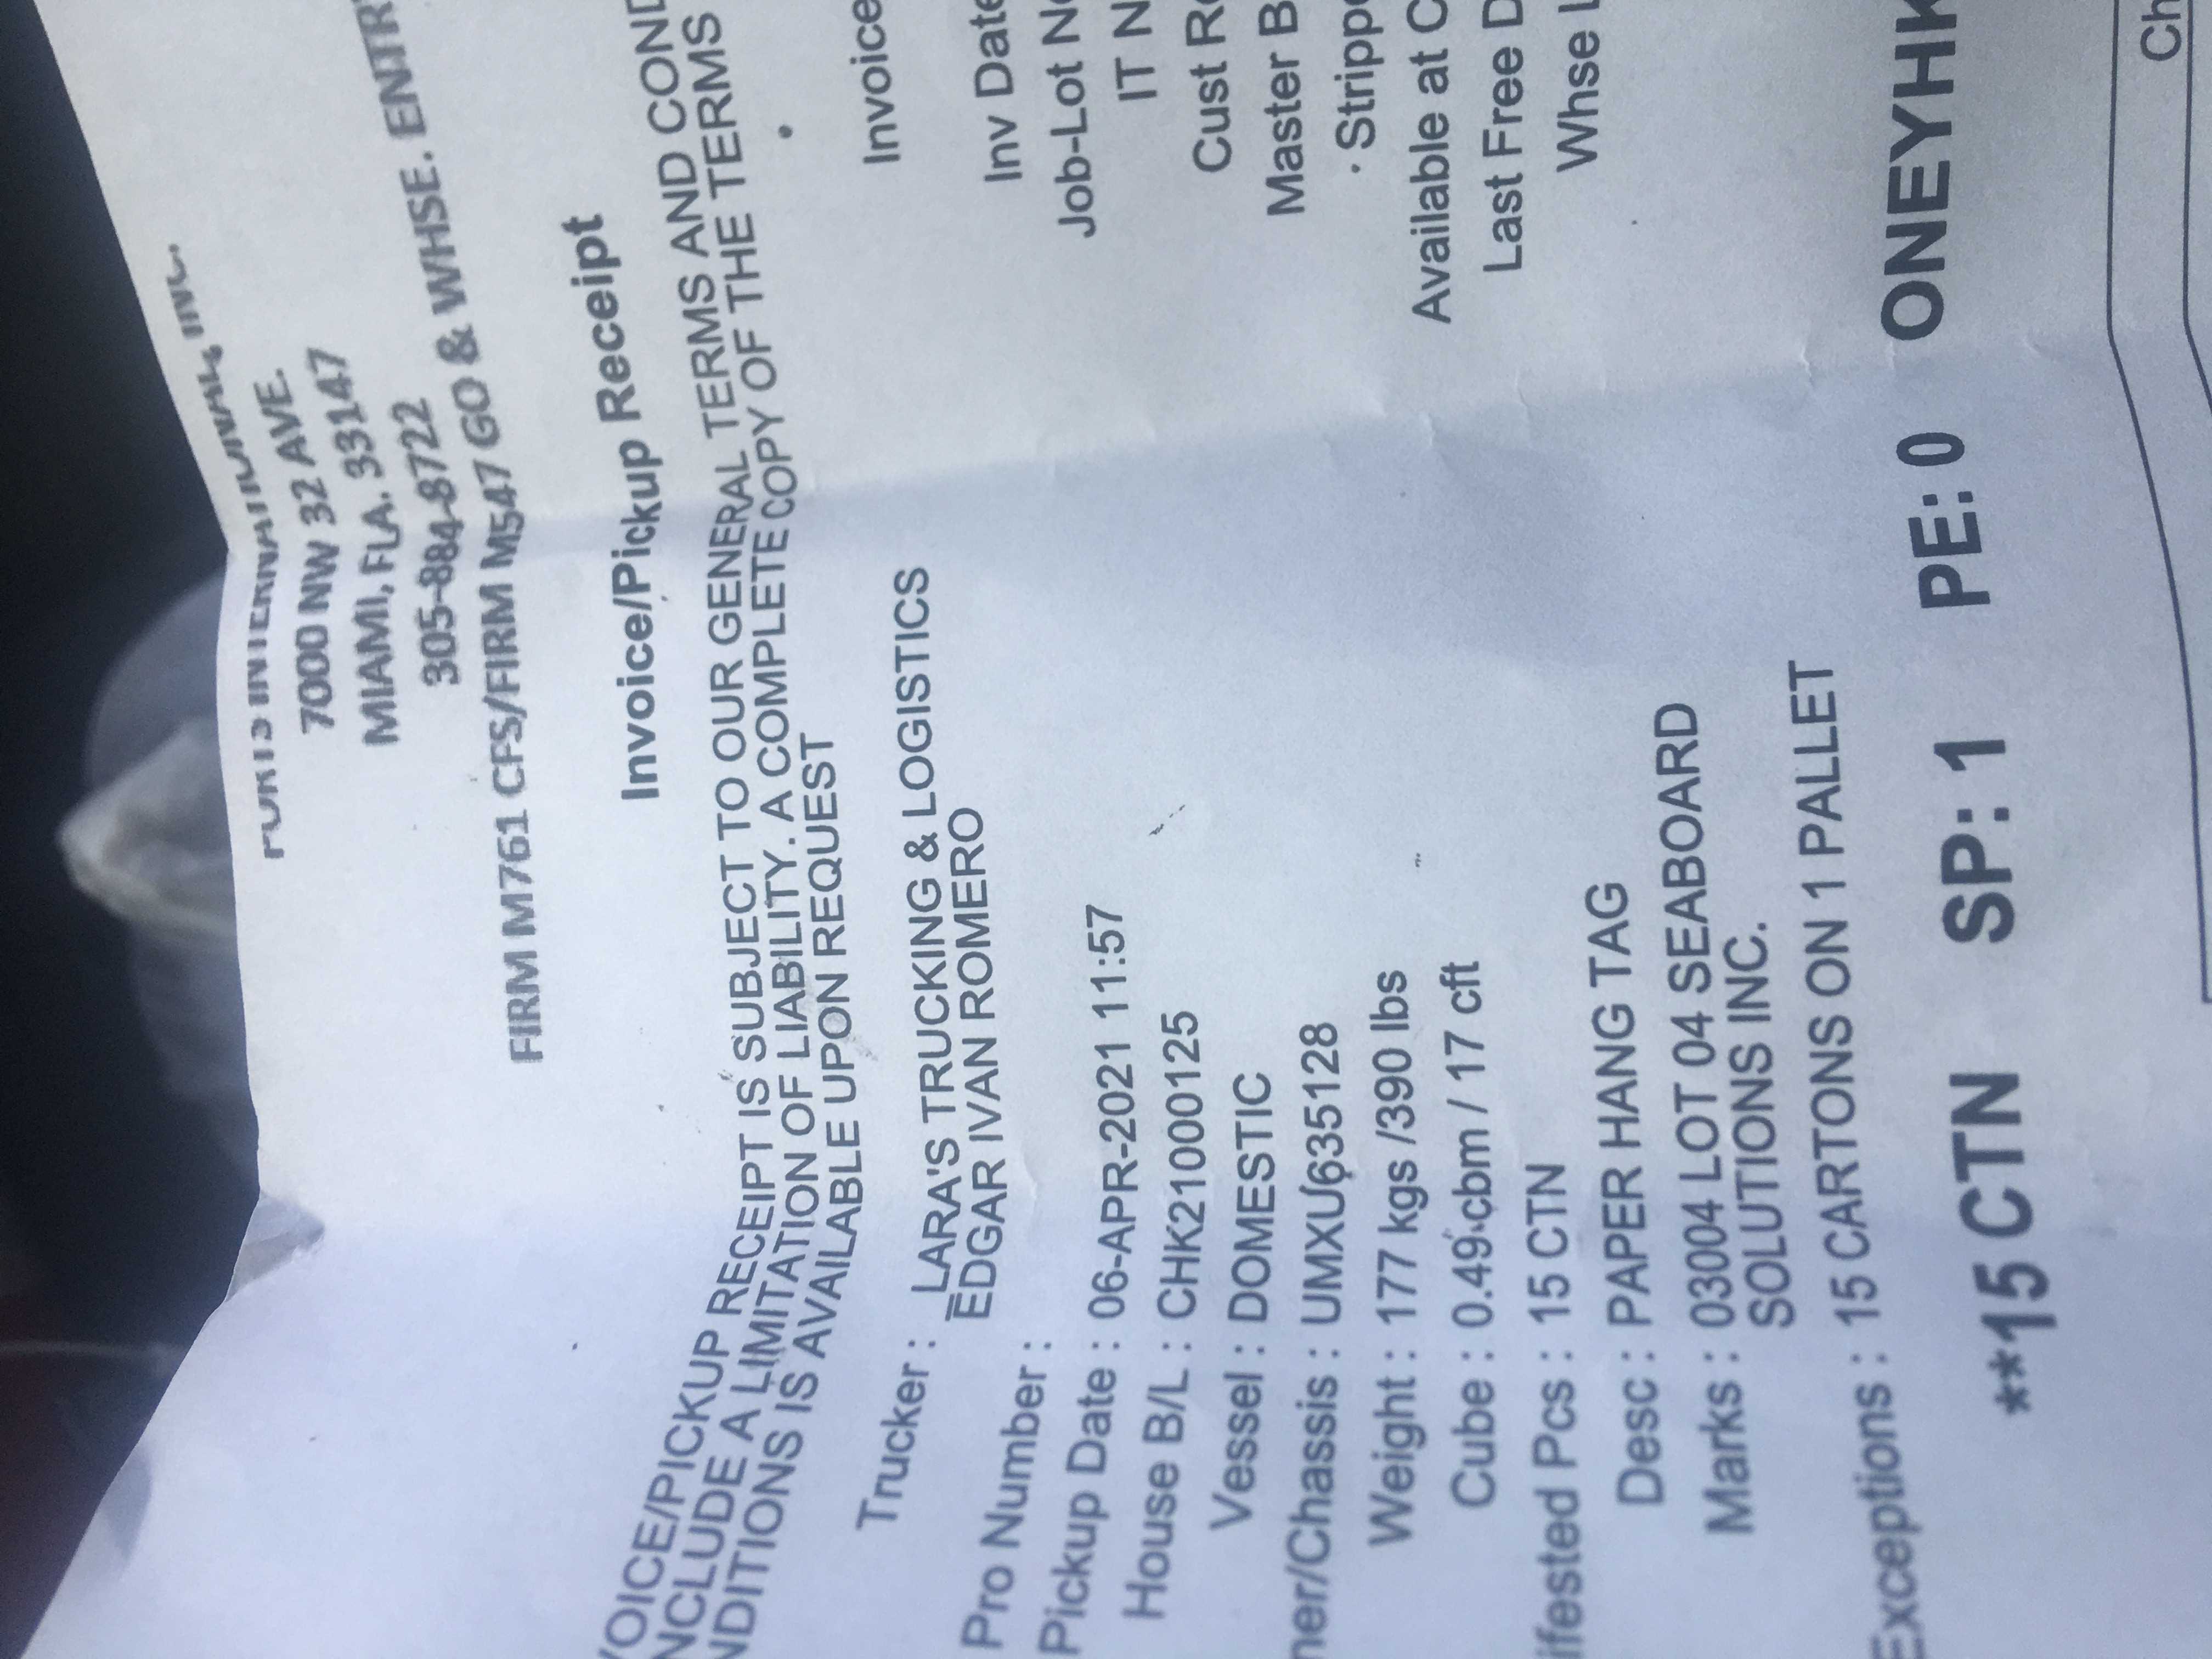 PORTS INTERNATIONAL, INC.
7000 NW 32 AVE.
MIAMI, FLA. 33147
305-884-8722
FIRM M761 CFS/FIRM M547 GO & WHSE. ENTR
Invoice/Pickup Receipt
VOICE/PICKUP RECEIPT IS SUBJECT TO OUR GENERAL TERMS AND COND
NCLUDE A LIMITATION OF LIABILITY. A COMPLETE COPY OF THE TERMS
NDITIONS IS AVAILABLE UPON REQUEST
Trucker : _LARA'S TRUCKING & LOGISTICS
EDGAR IVAN ROMERO
Invoice
Pro Number :
Inv Date
Pickup Date : 06-APR-2021 11:57
Job-Lot No
House B/L : CHK21000125
IT N
Vessel : DOMESTIC
Cust Re
ner/Chassis : UMXU635128
Master B
Weight : 177 kgs /390 lbs
Strippe
Cube : 0.49 cbm / 17 cft
Available at C
ifested Pcs : 15 CTN
Last Free D
Desc : PAPER HANG TAG
Whse L
Marks : 03004 LOT 04 SEABOARD
SOLUTIONS INC.
Exceptions : 15 CARTONS ON 1 PALLET
**15 CTN SP: 1 PE: 0 ONEYHK
Ch